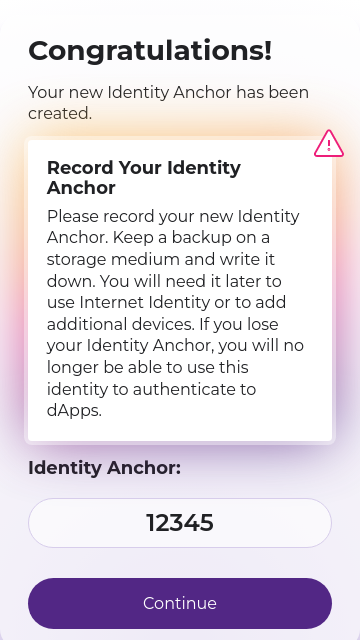 Congratulations!
Your new Identity Anchor has been
created.
Record Your Identity
Anchor
Please record your new Identity
Anchor. Keep a backup on a
storage medium and write it
down. You will need it later to
use Internet Identity or to add
additional devices. If you lose
your Identity Anchor, you will no
longer be able to use this
identity to authenticate to
dApps.
Identity Anchor:
12345
Continue